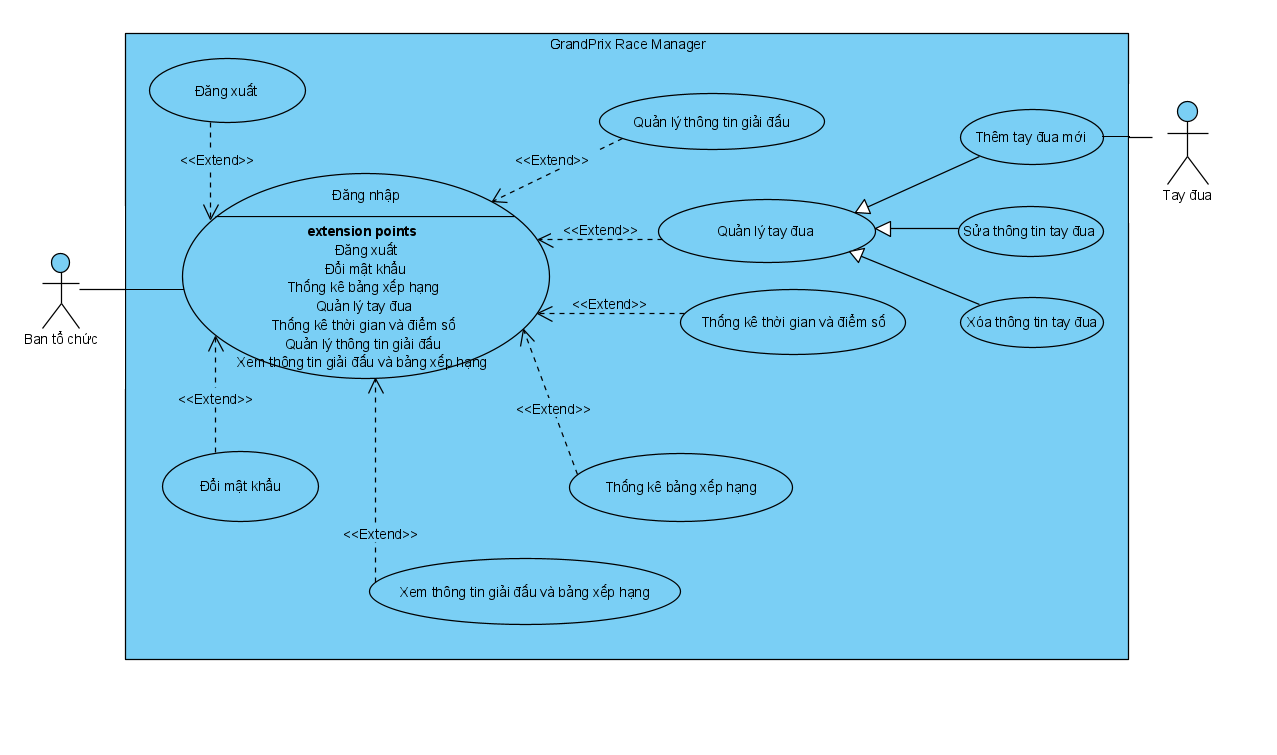 GrandPrix Race Manager
Đăng xuất
<<Extend>>
Quản lý thông tin giải đấu
<<Extend>>
Thêm tay đua mới
Tay đua
Đăng nhập
extension points
Đăng xuất
Đổi mật khẩu
Thống kê bảng xếp hạng
Quản lý tay đua
Thống kê thời gian và điểm số
Quản lý thông tin giải đấu
Xem thông tin giải đấu và bảng xếp hạng
<<Extend>>
Quản lý tay đua
Sửa thông tin tay đua
<<Extend>>
Thống kê thời gian và điểm số
Xóa thông tin tay đua
Ban tổ chức
<<Extend>>
<<Extend>>
Đổi mật khẩu
Thống kê bảng xếp hạng
<<Extend>>
Xem thông tin giải đấu và bảng xếp hạng